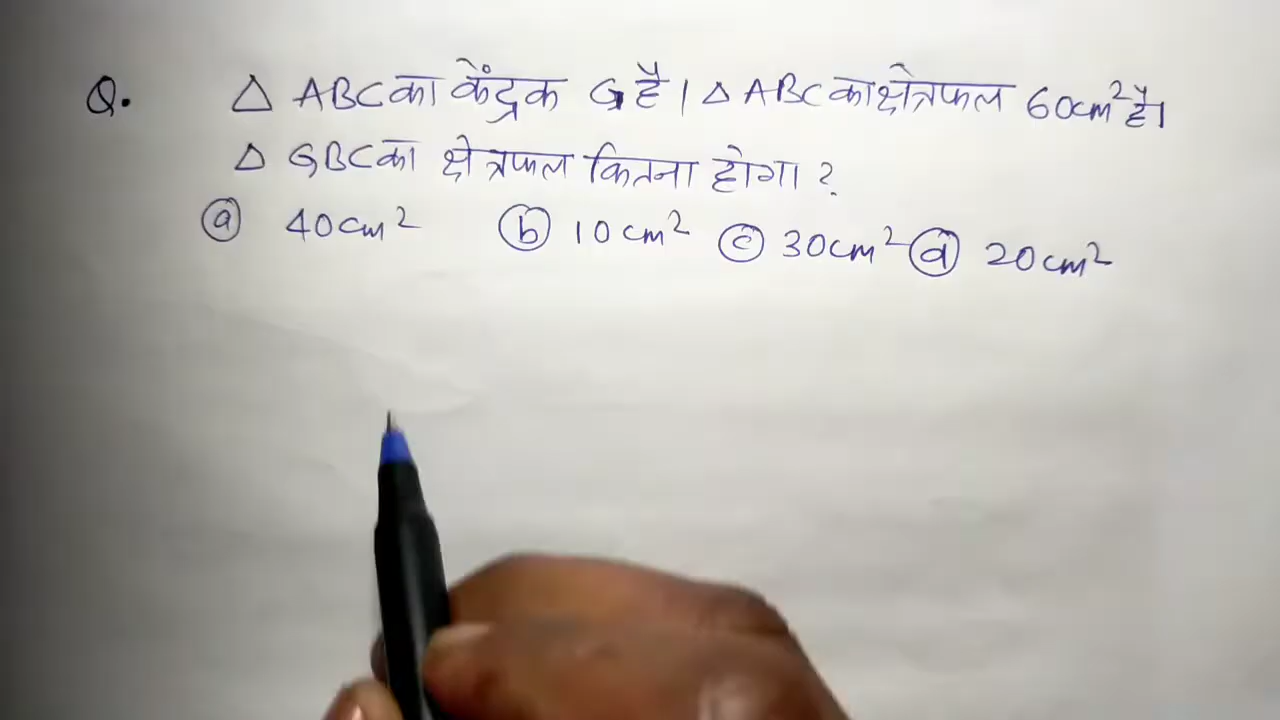 Q. △ ABC का केंद्रक G है। △ ABC का क्षेत्रफल 60cm² है।
△ GBC का क्षेत्रफल कितना होगा ?
ⓐ 40cm² ⓑ 10cm² ⓒ 30cm² ⓓ 20cm²